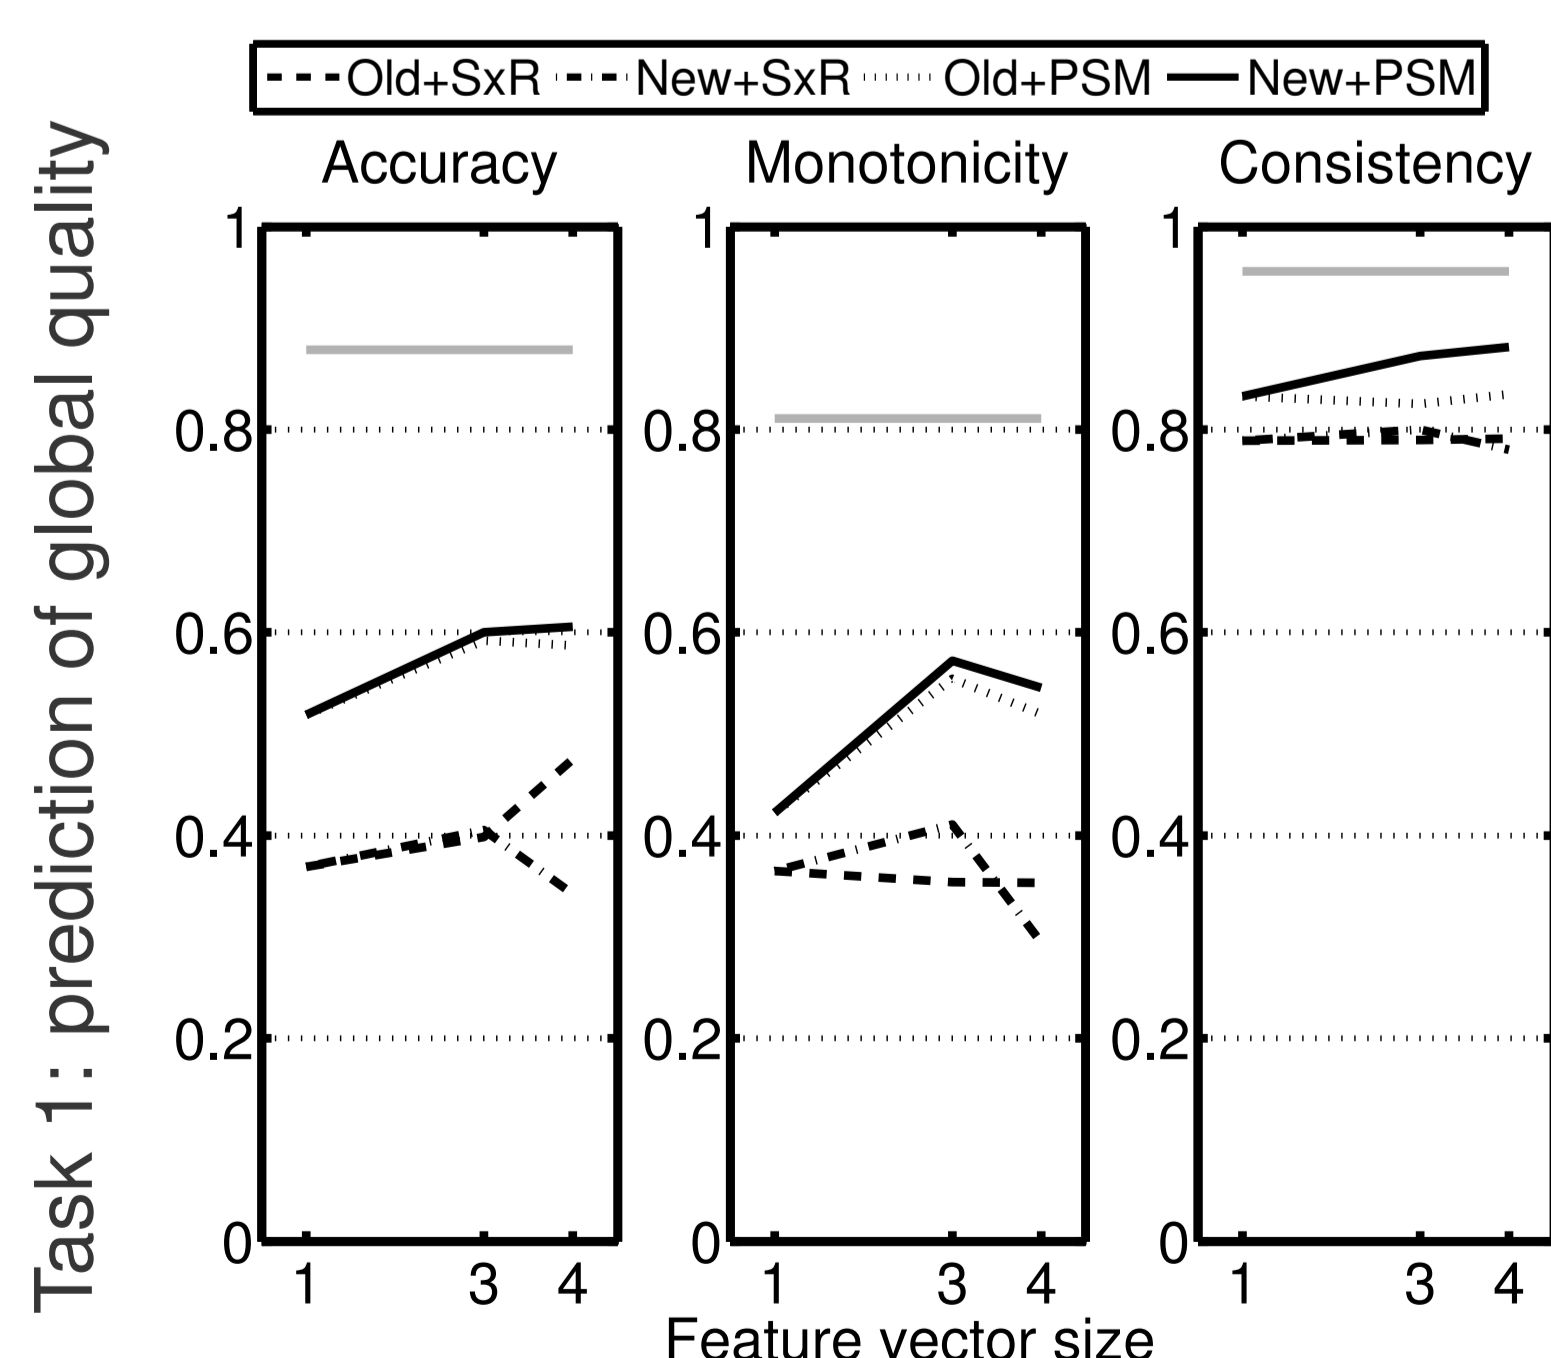 Old+SxR New+SxR Old+PSM New+PSM
Task 1: prediction of global quality
Accuracy Monotonicity Consistency
1 1 1
0.8 0.8 0.8
0.6 0.6 0.6
0.4 0.4 0.4
0.2 0.2 0.2
0 0 0
1 3 4 1 3 4 1 3 4
Feature vector size